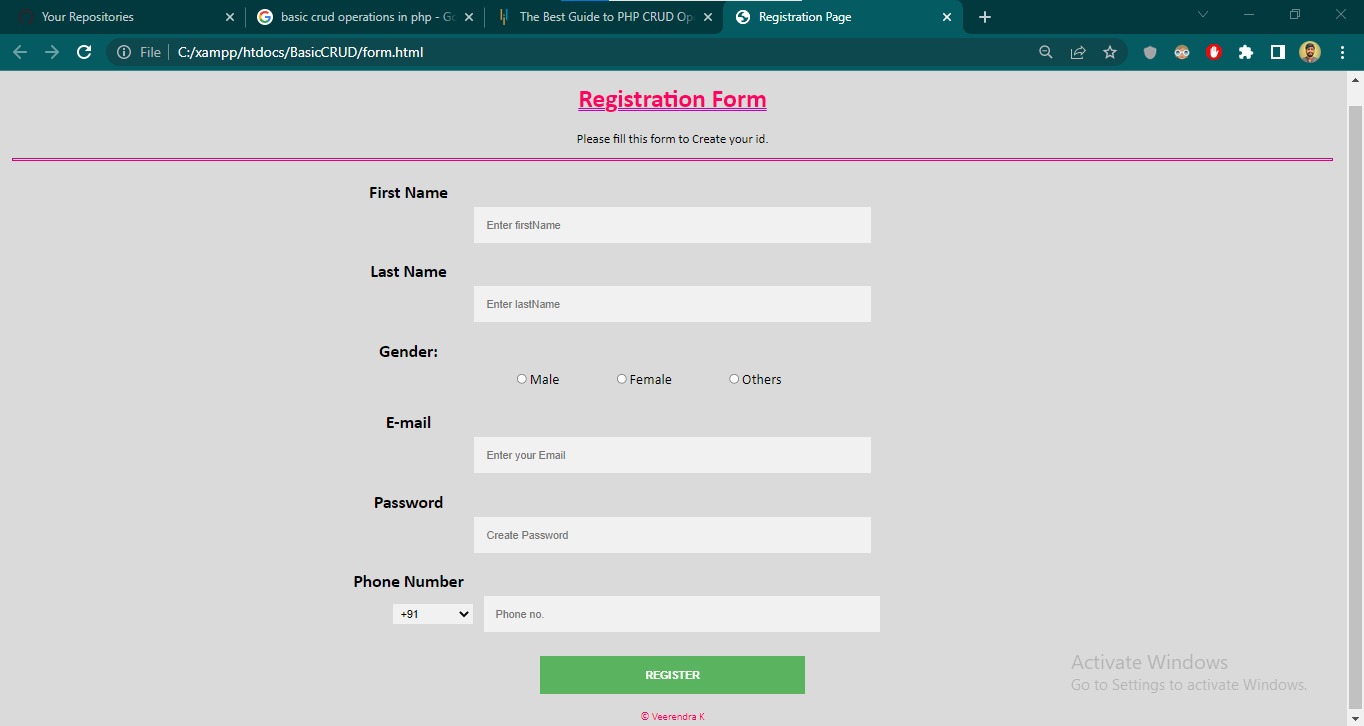 Your Repositories
basic crud operations in php - Go
The Best Guide to PHP CRUD Op
Registration Page
File
C:/xampp/htdocs/BasicCRUD/form.html
Registration Form
Please fill this form to Create your id.
First Name
Enter firstName
Last Name
Enter lastName
Gender:
Male Female Others
E-mail
Enter your Email
Password
Create Password
Phone Number
+91 Phone no.
REGISTER
Activate Windows
Go to Settings to activate Windows.
© Veerendra K